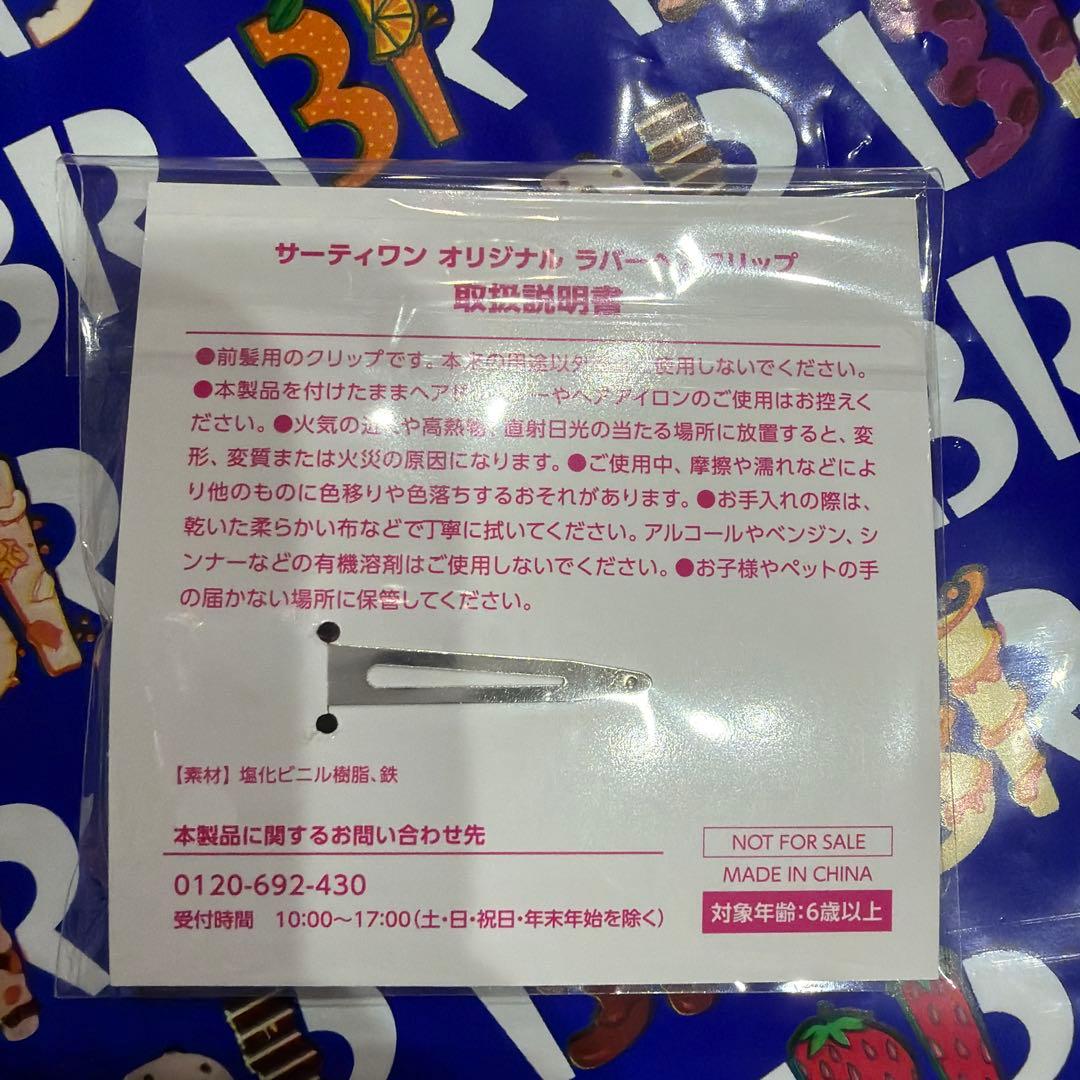 サーティワン オリジナル ラバーヘアクリップ
取扱説明書
●前髪用のクリップです。本来の用途以外 使用しないでください。
●本製品を付けたままヘア ーやヘアアイロンのご使用はお控えく
ださい。●火気の近くや高熱物、直射日光の当たる場所に放置すると、変
形、変質または火災の原因になります。●ご使用中、摩擦や濡れなどによ
り他のものに色移りや色落ちするおそれがあります。●お手入れの際は、
乾いた柔らかい布などで丁寧に拭いてください。アルコールやベンジン、シ
ンナーなどの有機溶剤はご使用しないでください。●お子様やペットの手
の届かない場所に保管してください。
【素材】塩化ビニル樹脂、鉄
本製品に関するお問い合わせ先
0120-692-430
受付時間 10:00～17:00（土・日・祝日・年末年始を除く）
NOT FOR SALE
MADE IN CHINA
対象年齢：6歳以上